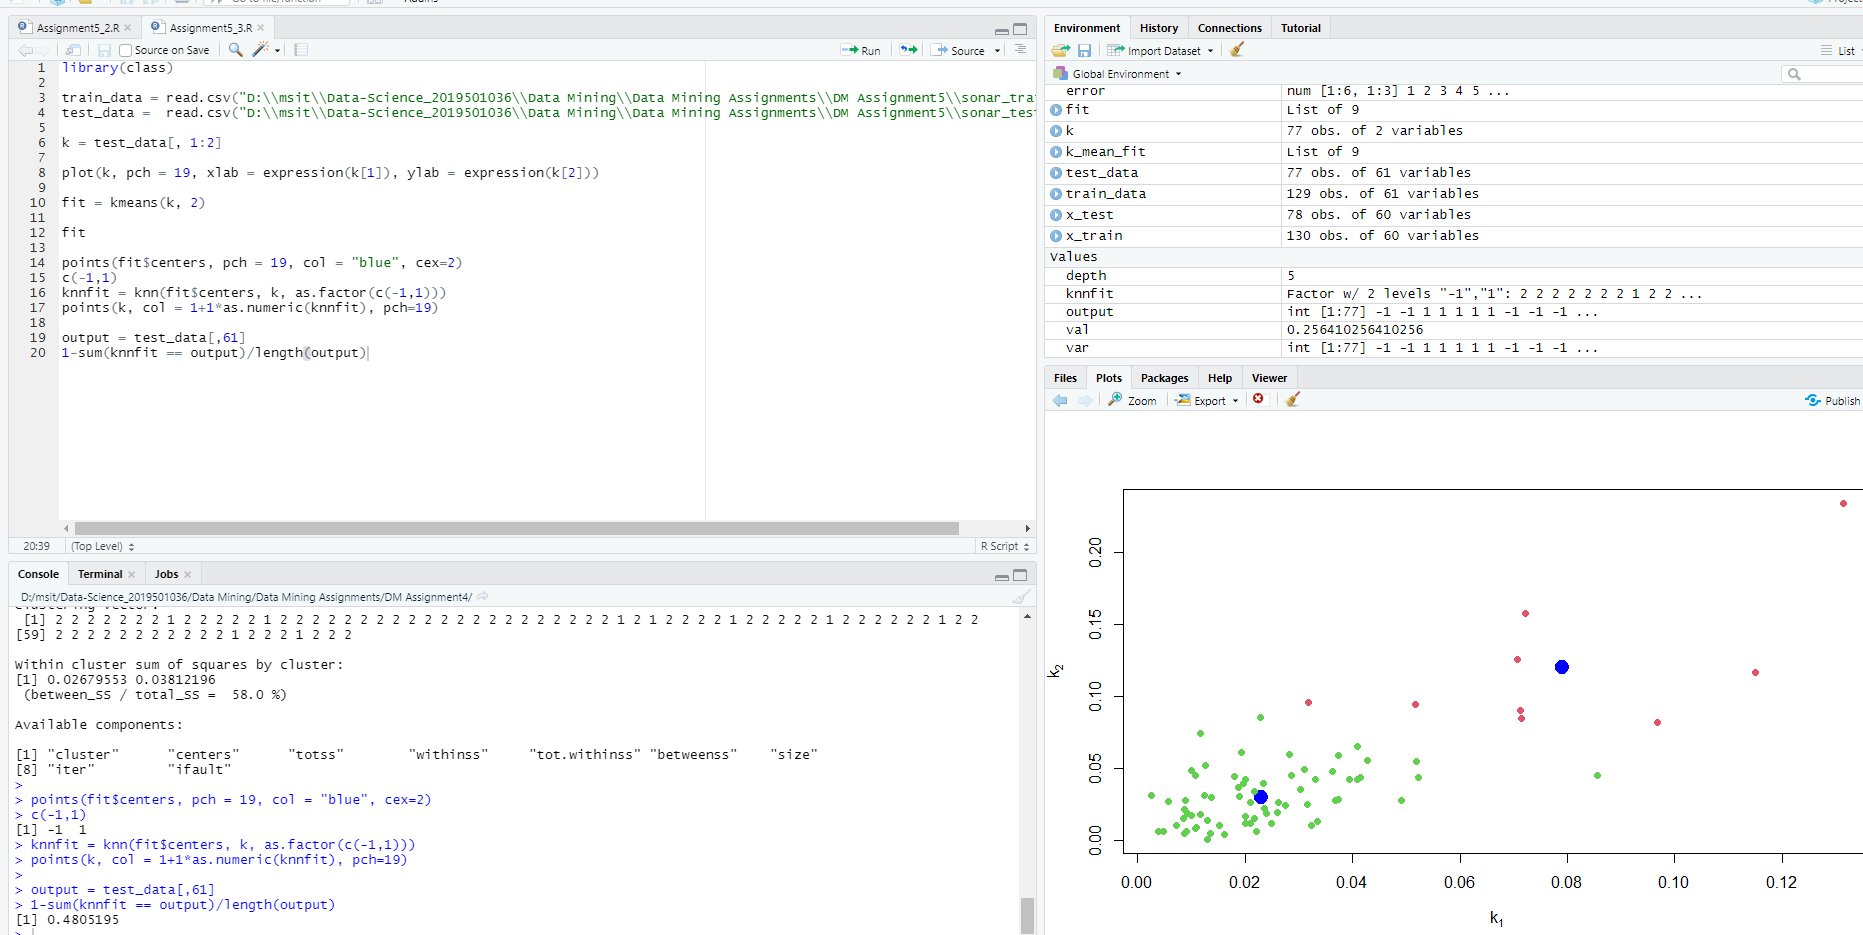 Go to file/function
Addins
Assignment5_2.R
Assignment5_3.R
Source on Save
Run
Source
1 library(class)
2
3 train_data = read.csv("D:\\msit\\Data-Science_2019501036\\Data Mining\\Data Mining Assignments\\DM Assignment5\\sonar_tra
4 test_data =  read.csv("D:\\msit\\Data-Science_2019501036\\Data Mining\\Data Mining Assignments\\DM Assignment5\\sonar_test
5
6 k = test_data[, 1:2]
7
8 plot(k, pch = 19, xlab = expression(k[1]), ylab = expression(k[2]))
9
10 fit = kmeans(k, 2)
11
12 fit
13
14 points(fit$centers, pch = 19, col = "blue", cex=2)
15 c(-1,1)
16 knnfit = knn(fit$centers, k, as.factor(c(-1,1)))
17 points(k, col = 1+1*as.numeric(knnfit), pch=19)
18
19 output = test_data[,61]
20 1-sum(knnfit == output)/length(output)
20:39 (Top Level) R Script
Console Terminal Jobs
D:/msit/Data-Science_2019501036/Data Mining/Data Mining Assignments/DM Assignment4/
Clustering vector:
[1] 2 2 2 2 2 2 2 1 2 2 2 2 2 1 2 2 2 2 2 2 2 2 2 2 2 2 2 2 2 2 2 2 2 2 2 1 2 1 2 2 2 2 1 2 2 2 2 2 1 2 2 2 2 2 2 1 2 2
[59] 2 2 2 2 2 2 2 2 2 2 2 1 2 2 2 1 2 2 2
Within cluster sum of squares by cluster:
[1] 0.02679553 0.03812196
(between_SS / total_SS =  58.0 %)
Available components:
[1] "cluster" "centers" "totss" "withinss" "tot.withinss" "betweenss" "size"
[8] "iter" "ifault"
>
> points(fit$centers, pch = 19, col = "blue", cex=2)
> c(-1,1)
[1] -1  1
> knnfit = knn(fit$centers, k, as.factor(c(-1,1)))
> points(k, col = 1+1*as.numeric(knnfit), pch=19)
>
> output = test_data[,61]
> 1-sum(knnfit == output)/length(output)
[1] 0.4805195
>
Environment History Connections Tutorial
Import Dataset List
Global Environment
error num [1:6, 1:3] 1 2 3 4 5 ...
fit List of 9
k 77 obs. of 2 variables
k_mean_fit List of 9
test_data 77 obs. of 61 variables
train_data 129 obs. of 61 variables
x_test 78 obs. of 60 variables
x_train 130 obs. of 60 variables
Values
depth 5
knnfit Factor w/ 2 levels "-1","1": 2 2 2 2 2 2 2 1 2 2 ...
output int [1:77] -1 -1 1 1 1 1 1 -1 -1 -1 ...
val 0.256410256410256
var int [1:77] -1 -1 1 1 1 1 1 -1 -1 -1 ...
Files Plots Packages Help Viewer
Zoom Export Publish
0.20
0.15
0.10
0.05
0.00
k2
0.00 0.02 0.04 0.06 0.08 0.10 0.12
k1